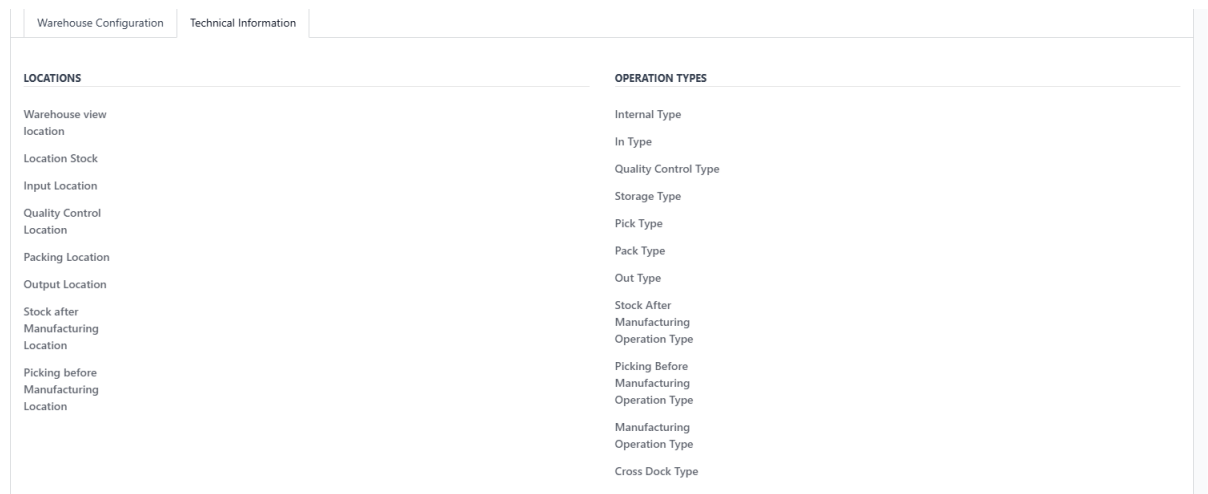 Warehouse Configuration
Technical Information
LOCATIONS
Warehouse view
location
Location Stock
Input Location
Quality Control
Location
Packing Location
Output Location
Stock after
Manufacturing
Location
Picking before
Manufacturing
Location
OPERATION TYPES
Internal Type
In Type
Quality Control Type
Storage Type
Pick Type
Pack Type
Out Type
Stock After
Manufacturing
Operation Type
Picking Before
Manufacturing
Operation Type
Manufacturing
Operation Type
Cross Dock Type